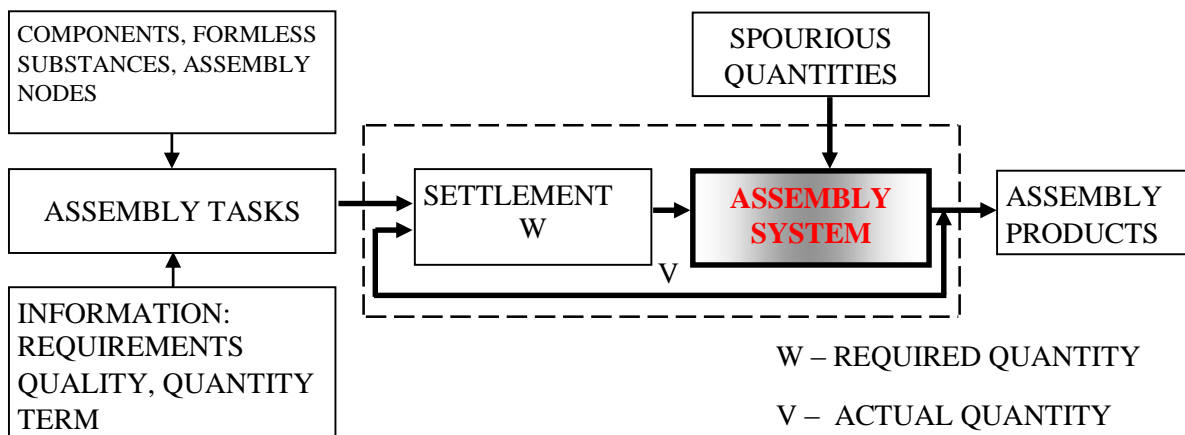 COMPONENTS, FORMLESS
SUBSTANCES, ASSEMBLY
NODES
SPOURIOUS
QUANTITIES
ASSEMBLY TASKS
SETTLEMENT
W
ASSEMBLY
SYSTEM
ASSEMBLY
PRODUCTS
V
INFORMATION:
REQUIREMENTS
QUALITY, QUANTITY
TERM
W – REQUIRED QUANTITY
V – ACTUAL QUANTITY